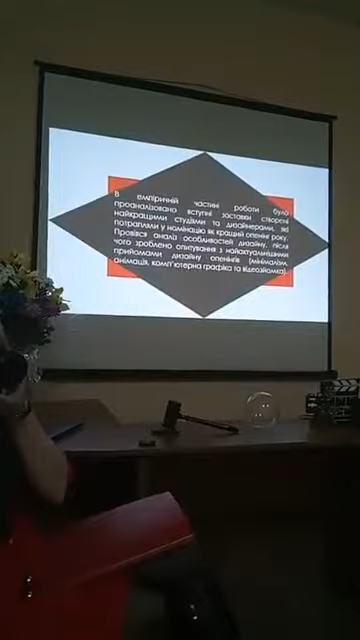 В емпіричній частині роботи було
проаналізовано вступні заставки створені
найкращими студіями та дизайнерами, які
потрапляли у номінацію як кращий опенінг року.
Провівся аналіз особливостей дизайну, після
чого зроблено опитування з найактуальнішими
прийомами дизайну опенінгів (мінімалізм,
анімація, комп'ютерна графіка та відеозйомка).